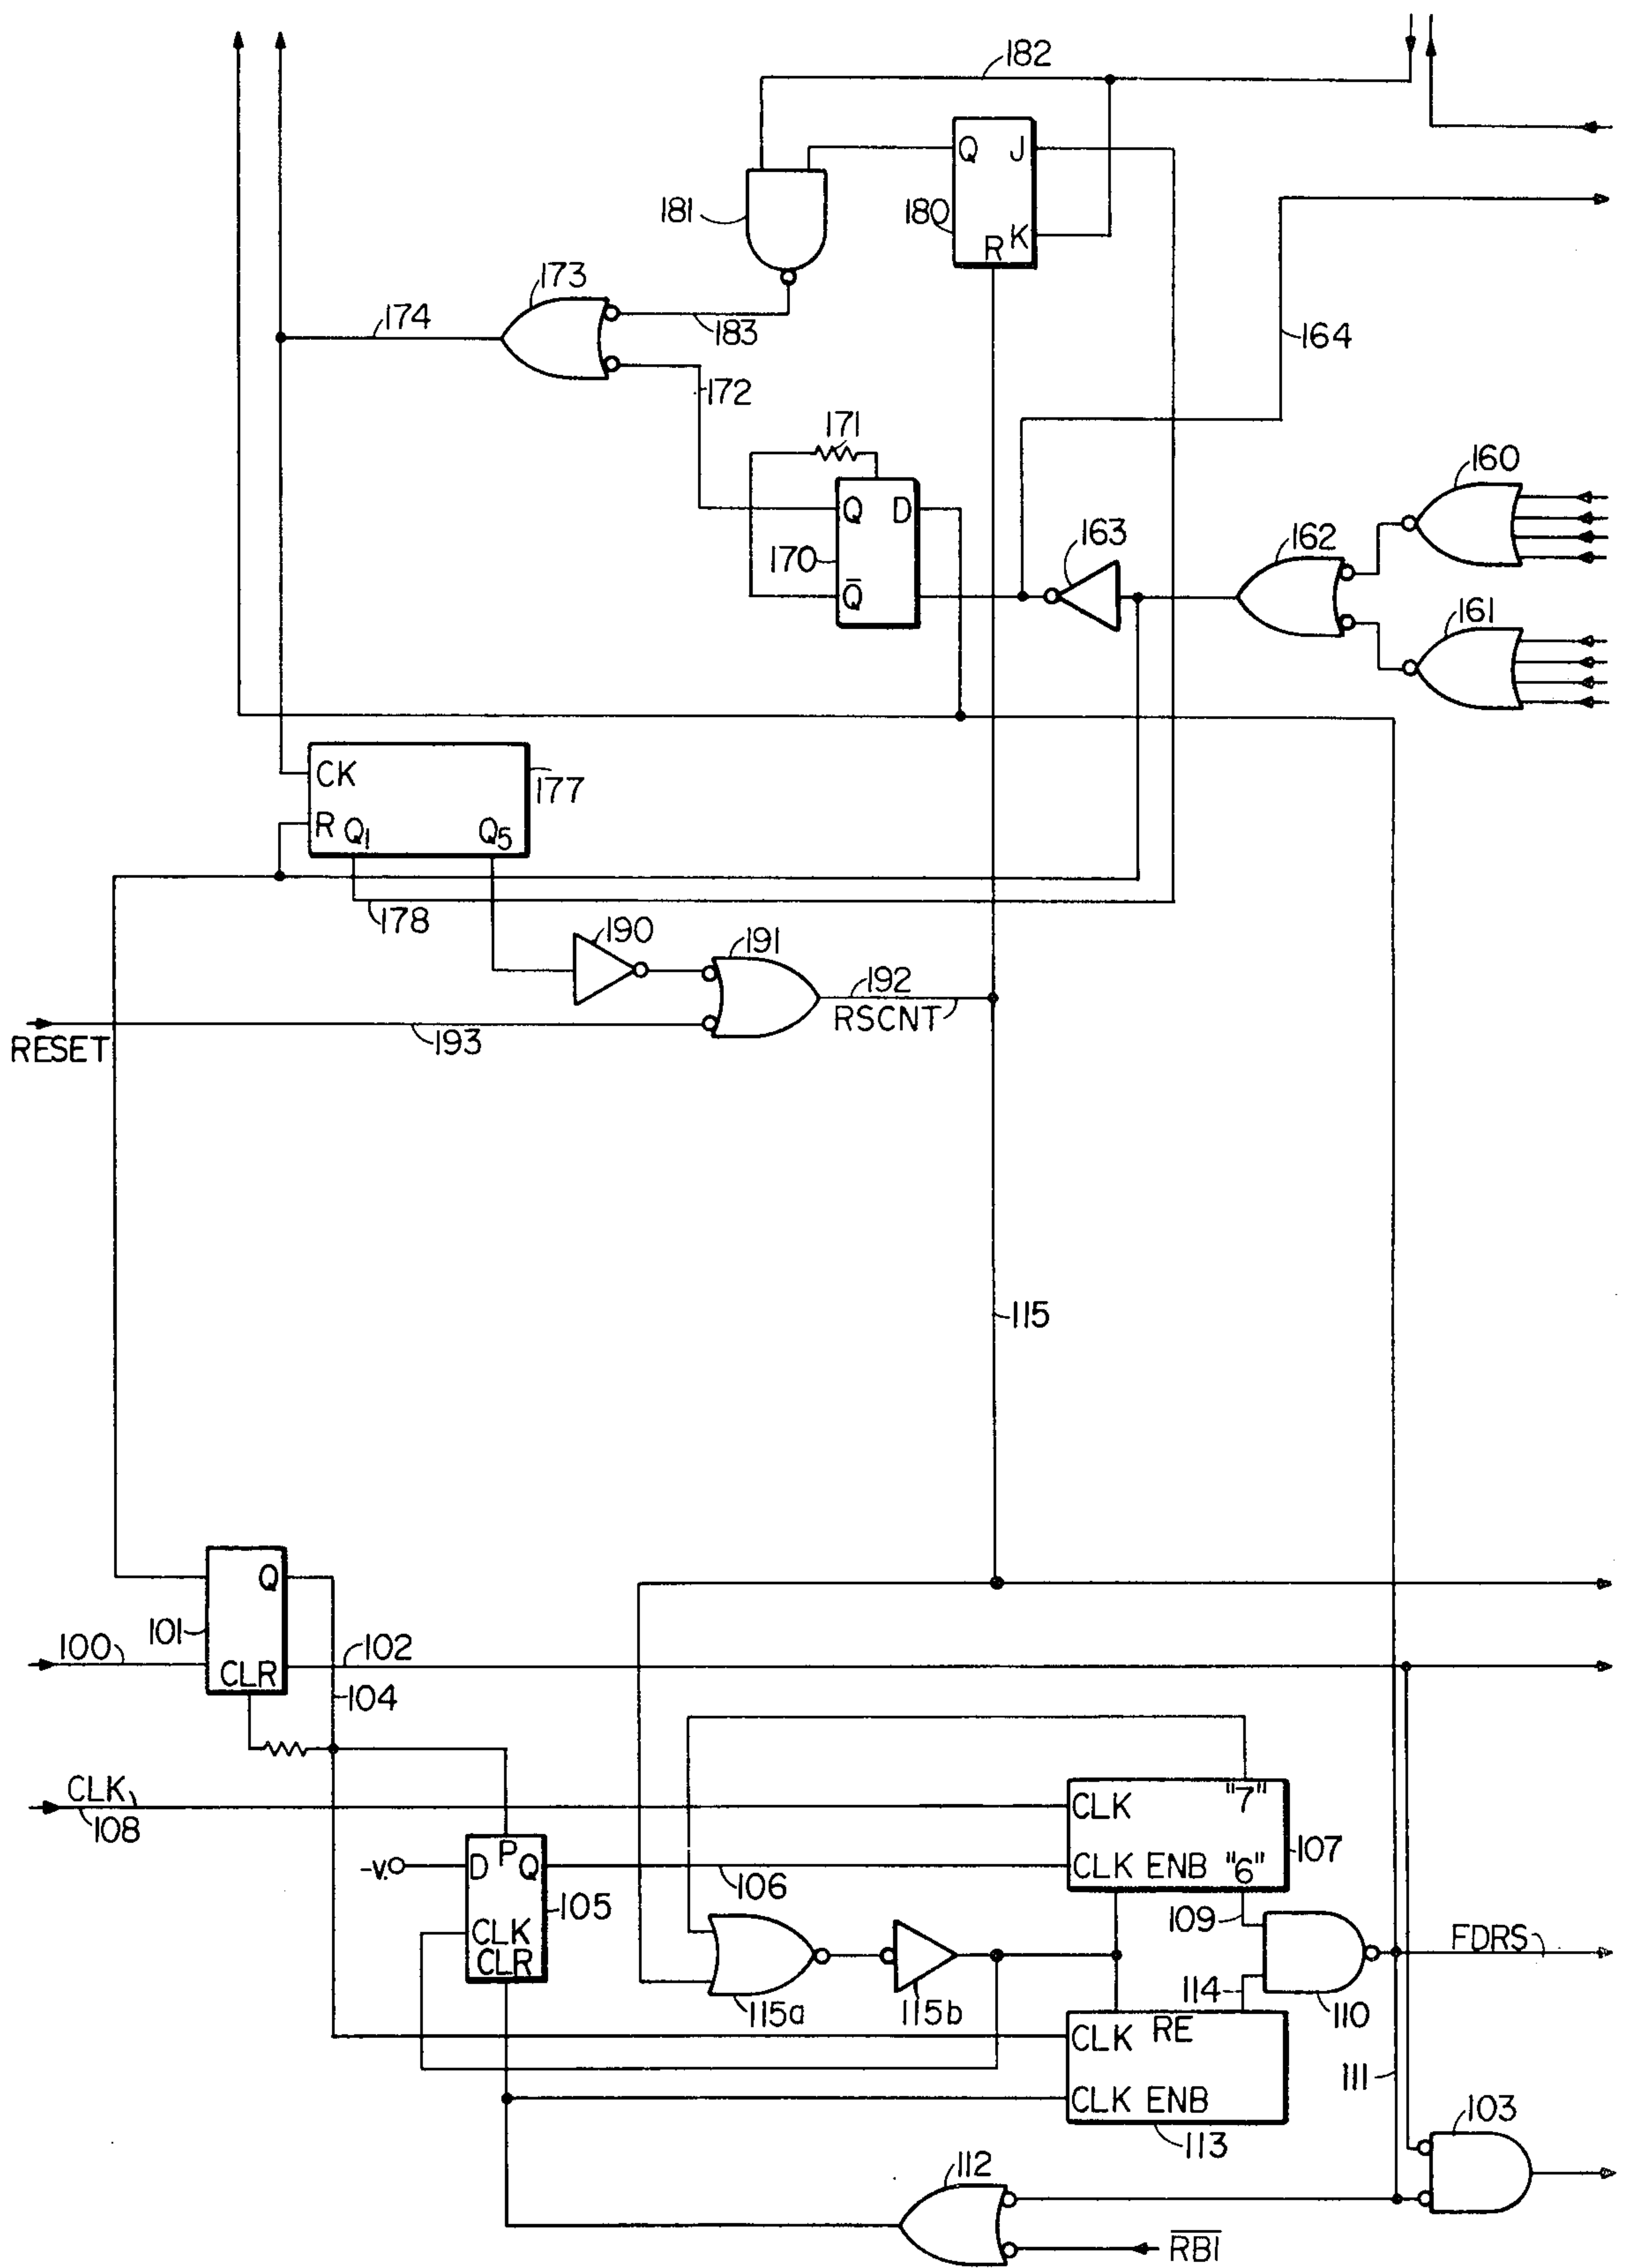 182
Q J
181
180
K
R
173
174
183
164
172
171
160
Q D
163
162
170
Q̅
161
CK
177
R Q1 Q5
178
190
191
192
RSCNT
RESET
193
115
Q
101
100
102
CLR
104
CLK
108
CLK "7"
107
-V.
D P Q
CLK ENB "6"
106
105
109
CLK
CLR
FDRS
114
115a
115b
110
CLK RE
111
CLK ENB
103
113
112
R̅B̅I̅